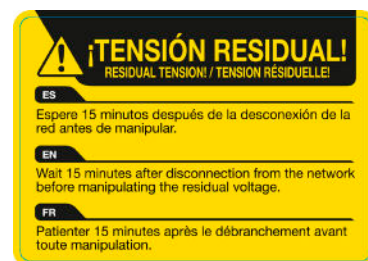 ¡TENSIÓN RESIDUAL!
RESIDUAL TENSION! / TENSION RÉSIDUELLE!
ES
Espere 15 minutos después de la desconexión de la
red antes de manipular.
EN
Wait 15 minutes after disconnection from the network
before manipulating the residual voltage.
FR
Patienter 15 minutes après le débranchement avant
toute manipulation.